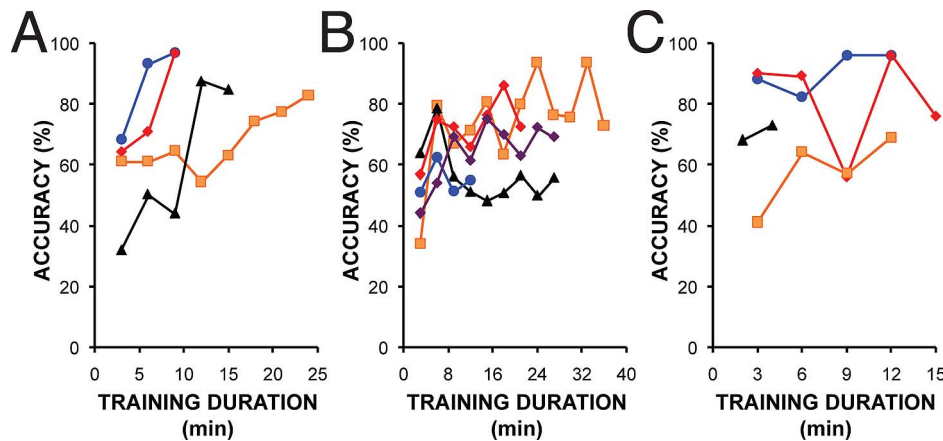 A
ACCURACY (%)
100
80
60
40
20
0
0 5 10 15 20 25
TRAINING DURATION
(min)
B
ACCURACY (%)
100
80
60
40
20
0
0 8 16 24 32 40
TRAINING DURATION
(min)
C
ACCURACY (%)
100
80
60
40
20
0
0 3 6 9 12 15
TRAINING DURATION
(min)